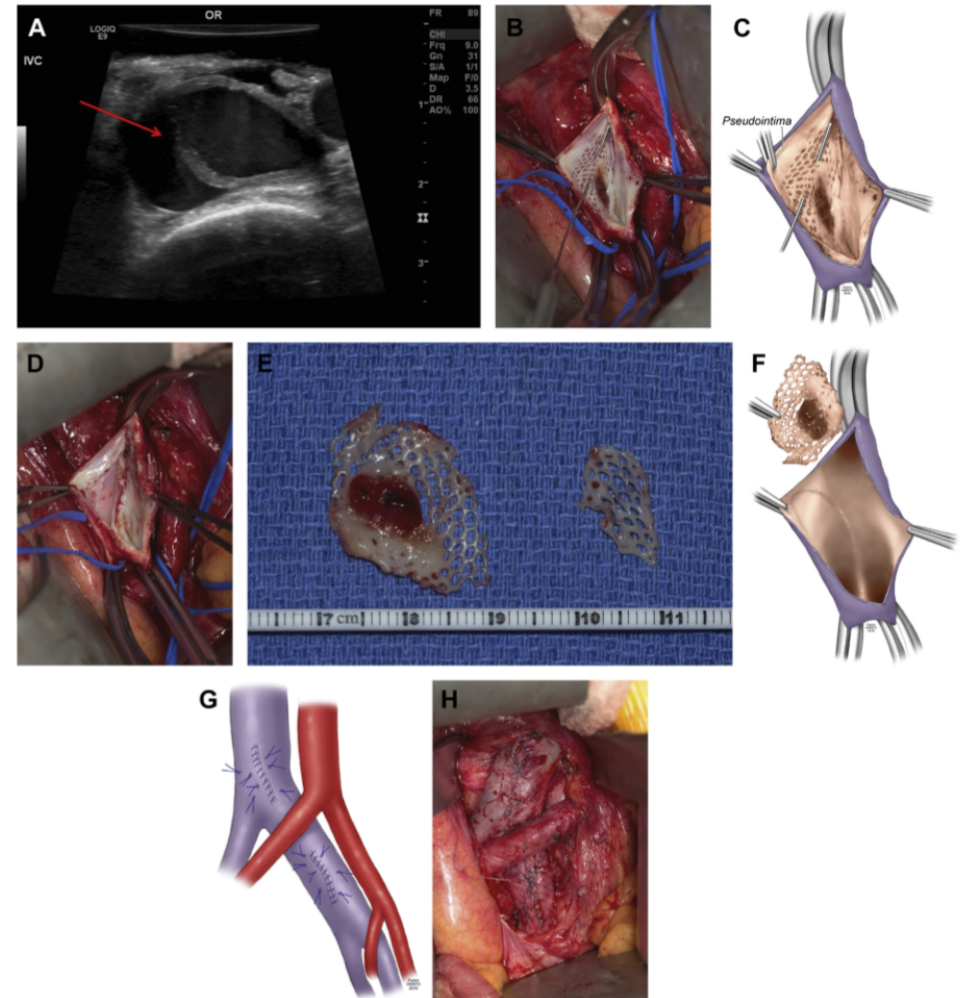 A
OR
LOGIQ
E9
IVC
FR 89
CHI
Frq 9.0
Gn 31
S/A 1/1
Map F/0
D 3.5
DR 66
AO% 100
1
2
3
B
C
Pseudointima
D
E
7 cm 8 9 10 11
F
G
H